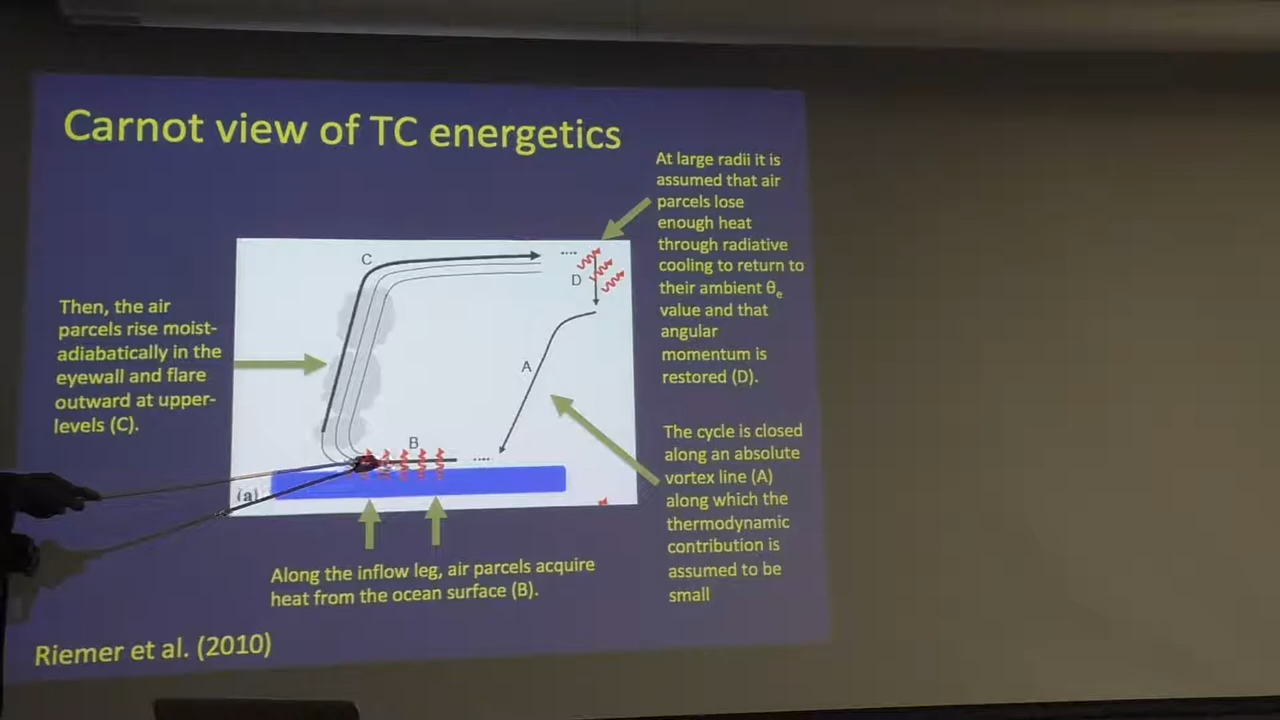 Carnot view of TC energetics
At large radii it is
assumed that air
parcels lose
enough heat
through radiative
cooling to return to
their ambient θe
value and that
angular
momentum is
restored (D).
Then, the air
parcels rise moist-
adiabatically in the
eyewall and flare
outward at upper-
levels (C).
C
D
A
B
(a)
The cycle is closed
along an absolute
vortex line (A)
along which the
thermodynamic
contribution is
assumed to be
small
Along the inflow leg, air parcels acquire
heat from the ocean surface (B).
Riemer et al. (2010)